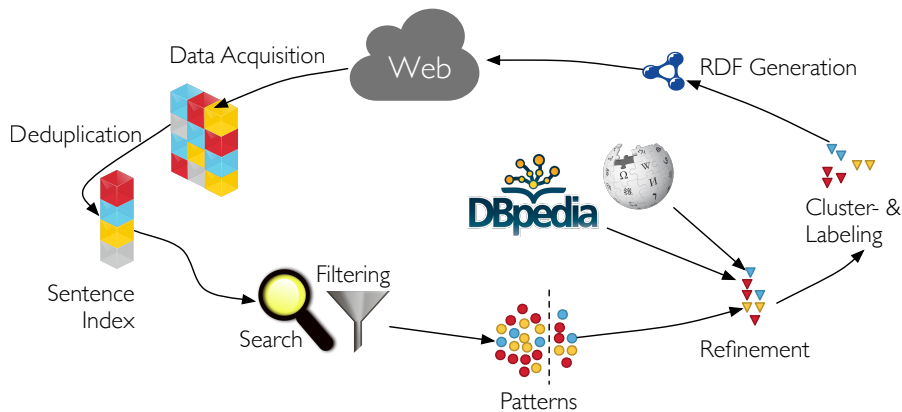 Data Acquisition
Web
RDF Generation
Deduplication
DBpedia
Ω W И
Cluster- &
Labeling
Sentence
Index
Filtering
Search
Refinement
Patterns